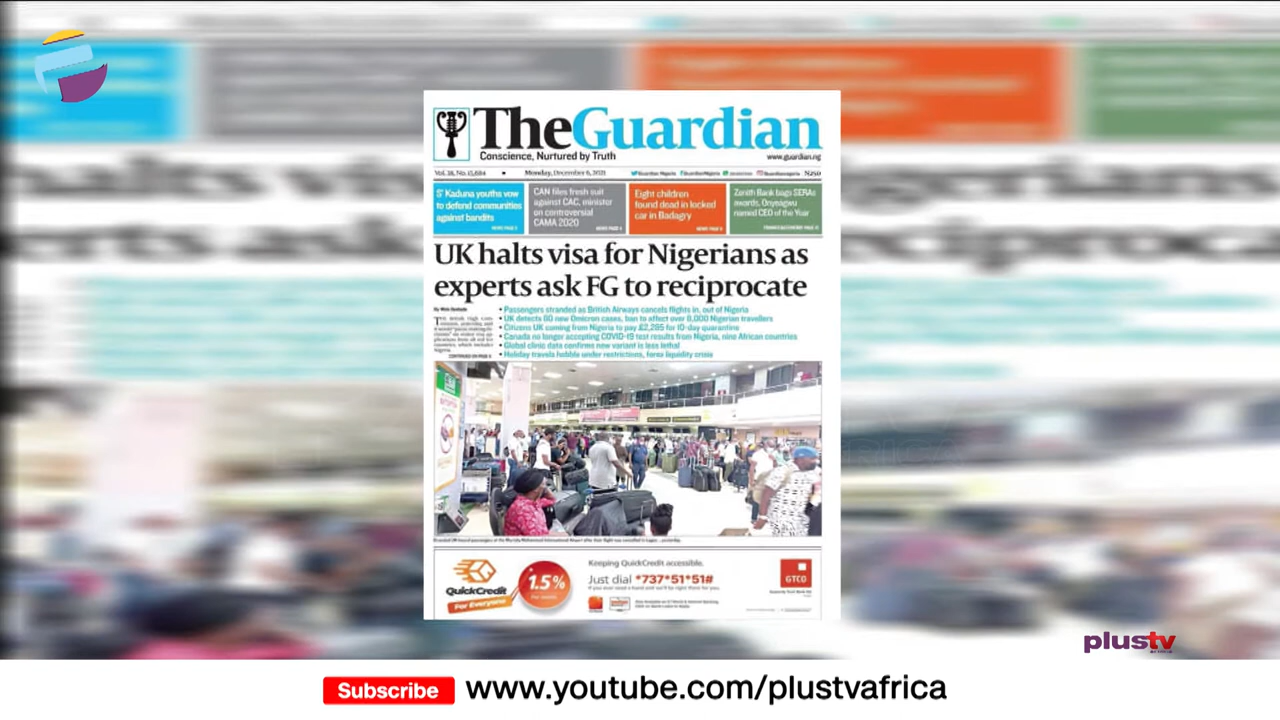 TheGuardian
Conscience, Nurtured by Truth
www.guardian.ng
Monday, December 6, 2021
N250
S' Kaduna youths vow
to defend communities
against bandits
CAN files fresh suit
against CAC, minister
on controversial
CAMA 2020
Eight children
found dead in locked
car in Badagry
Zenith Bank bags SERAs
awards, Onyeagwu
named CEO of the Year
UK halts visa for Nigerians as
experts ask FG to reciprocate
• Passengers stranded as British Airways cancels flights in, out of Nigeria
• UK detects 80 new Omicron cases, ban to affect over 8,000 Nigerian travellers
• Citizens UK coming from Nigeria to pay £2,285 for 10-day quarantine
• Canada no longer accepting COVID-19 test results from Nigeria, nine African countries
• Global clinic data confirms new variant is less lethal
• Holiday travels hobble under restrictions, forex liquidity crisis
QuickCredit
For Everyone
1.5%
Keeping QuickCredit accessible.
Just dial *737*51*51#
GTCO
plustv
Subscribe
www.youtube.com/plustvafrica